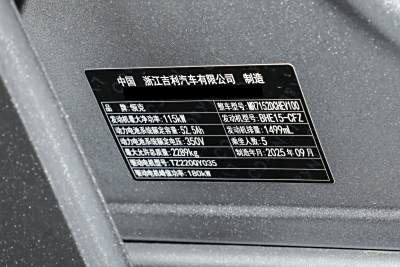 中国 浙江吉利汽车有限公司 制造
品牌:领克 整车型号:MR7152DCHEV100
发动机最大净功率:115kW 发动机型号:BHE15-CFZ
动力电池系统额定容量:52.5Ah 发动机排量:1499mL
动力电池系统额定电压:350V 乘坐人数:5
最大允许总质量:2289kg 制造年月:2025年09月
驱动电机型号:TZ220QY035
驱动电机峰值功率:180kW